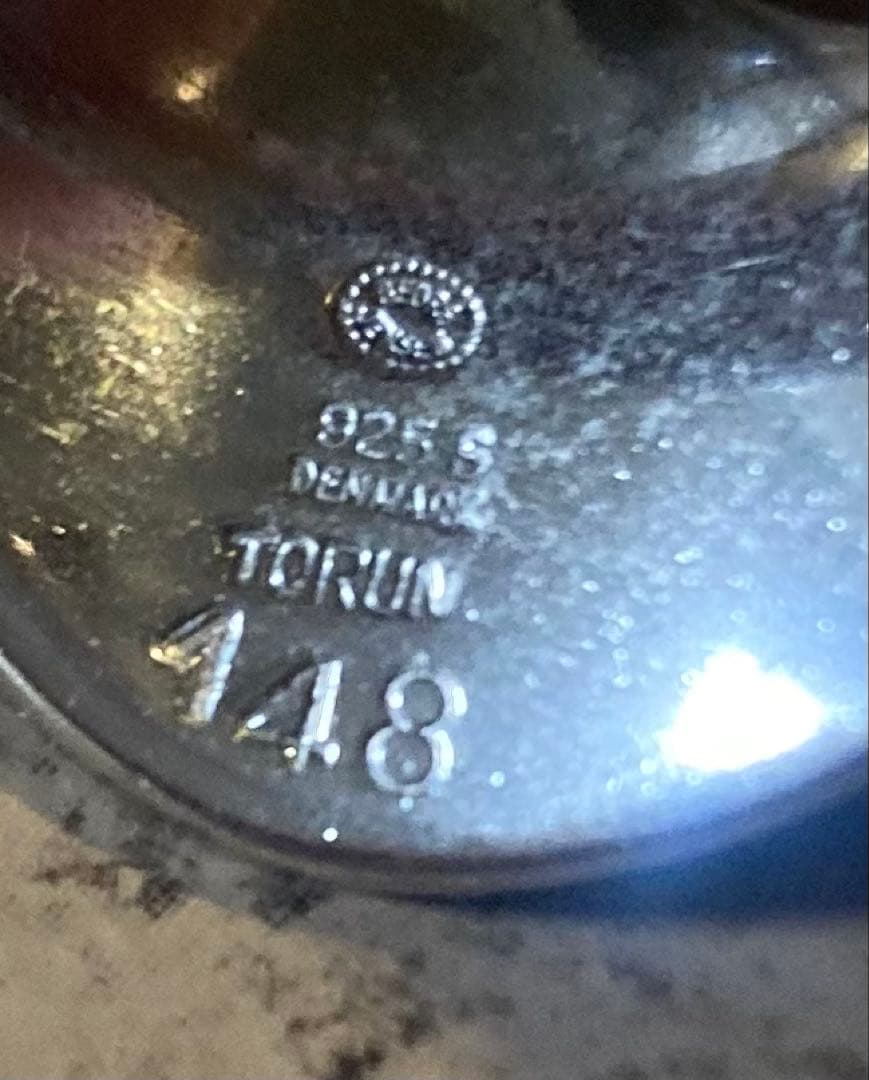 925 S
DENMARK
TORUN
148